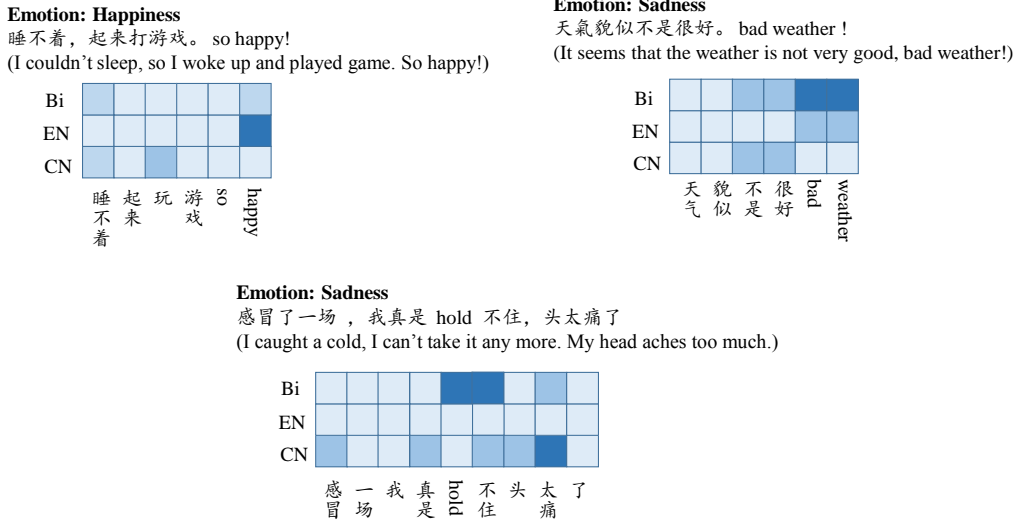 Emotion: Happiness
睡不着，起来打游戏。 so happy!
(I couldn't sleep, so I woke up and played game. So happy!)
Bi
EN
CN
睡不着 起来 玩 游戏 so happy
Emotion: Sadness
天氣貌似不是很好。 bad weather !
(It seems that the weather is not very good, bad weather!)
Bi
EN
CN
天气 貌似 不是 很好 bad weather
Emotion: Sadness
感冒了一场 ，我真是 hold 不住，头太痛了
(I caught a cold, I can't take it any more. My head aches too much.)
Bi
EN
CN
感冒 一场 我 真是 hold 不住 头 太痛 了